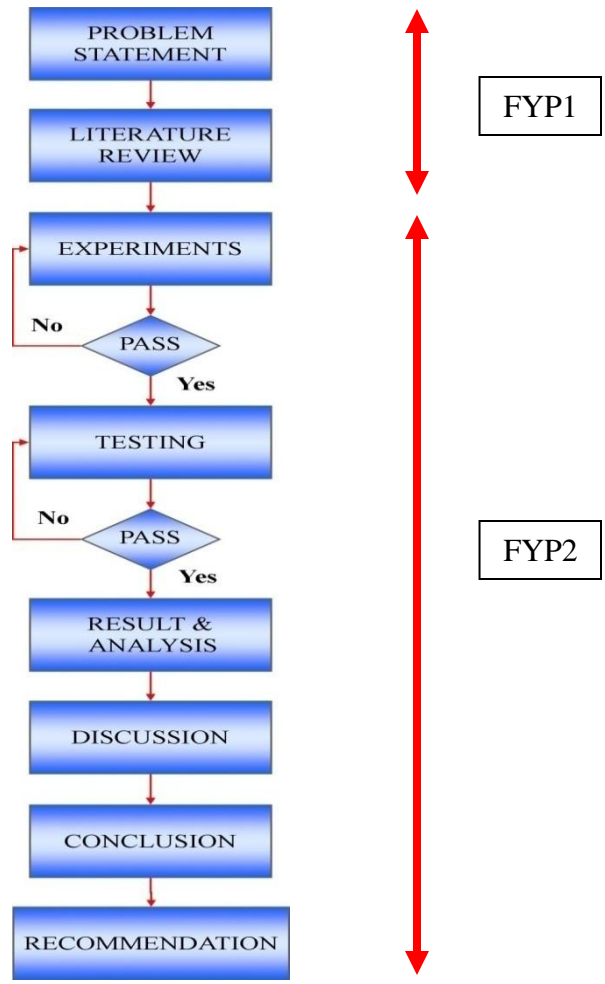 PROBLEM
STATEMENT
FYP1
LITERATURE
REVIEW
EXPERIMENTS
No
PASS
Yes
TESTING
No
PASS
FYP2
Yes
RESULT &
ANALYSIS
DISCUSSION
CONCLUSION
RECOMMENDATION